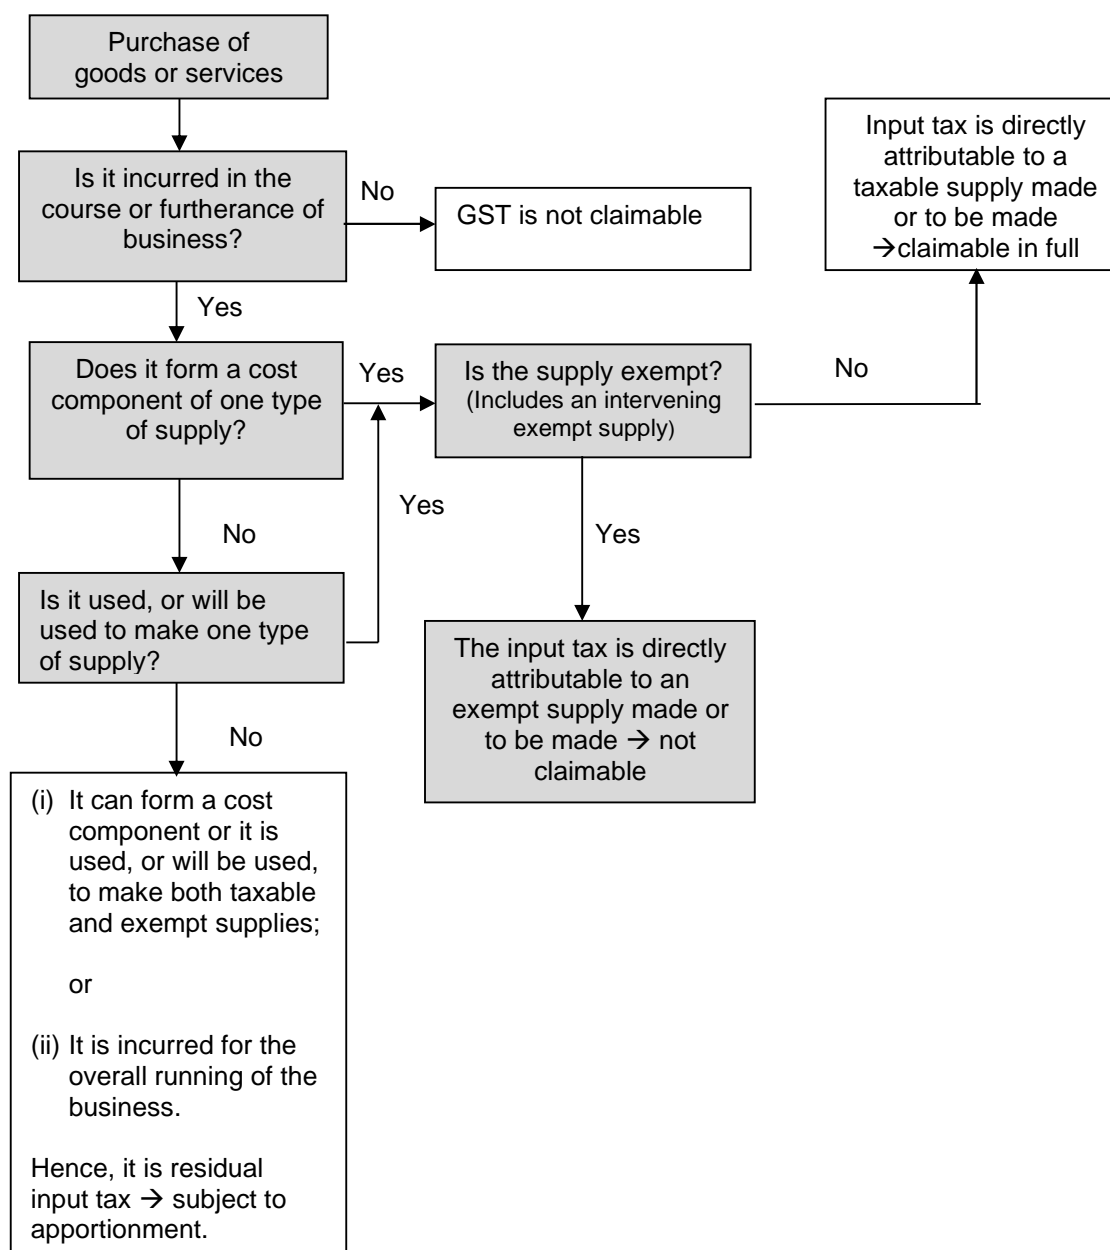 Purchase of
goods or services
Is it incurred in the
course or furtherance of
business?
No
GST is not claimable
Input tax is directly
attributable to a
taxable supply made
or to be made
→claimable in full
Yes
Does it form a cost
component of one type
of supply?
Yes
Is the supply exempt?
(Includes an intervening
exempt supply)
No
Yes
No
Yes
Is it used, or will be
used to make one type
of supply?
The input tax is directly
attributable to an
exempt supply made or
to be made → not
claimable
No
(i) It can form a cost
component or it is
used, or will be used,
to make both taxable
and exempt supplies;
or
(ii) It is incurred for the
overall running of the
business.
Hence, it is residual
input tax → subject to
apportionment.